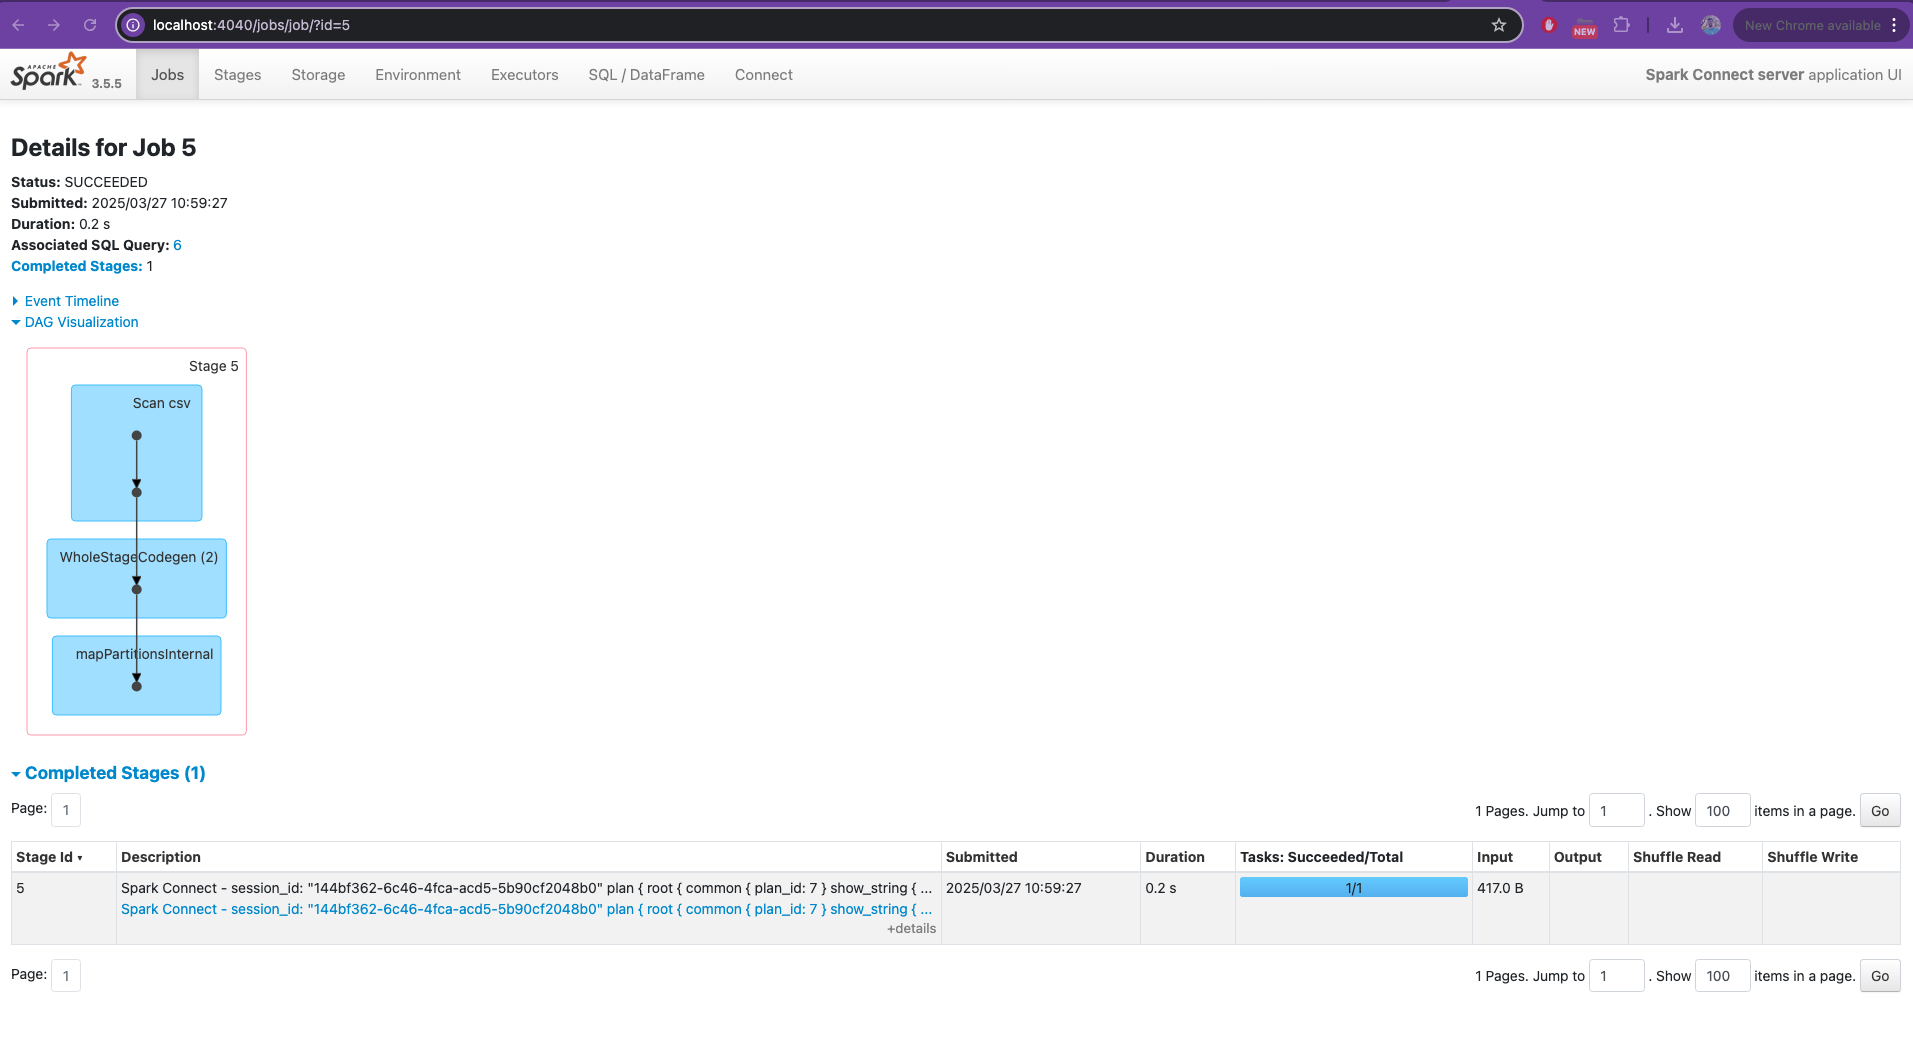 localhost:4040/jobs/job/?id=5
NEW
New Chrome available
APACHE
Spark 3.5.5
Jobs Stages Storage Environment Executors SQL / DataFrame Connect
Spark Connect server application UI
Details for Job 5
Status: SUCCEEDED
Submitted: 2025/03/27 10:59:27
Duration: 0.2 s
Associated SQL Query: 6
Completed Stages: 1
Event Timeline
DAG Visualization
Stage 5
Scan csv
WholeStageCodegen (2)
mapPartitionsInternal
Completed Stages (1)
Page: 1
1 Pages. Jump to 1 . Show 100 items in a page. Go
Stage Id Description Submitted Duration Tasks: Succeeded/Total Input Output Shuffle Read Shuffle Write
5 Spark Connect - session_id: "144bf362-6c46-4fca-acd5-5b90cf2048b0" plan { root { common { plan_id: 7 } show_string { ... 2025/03/27 10:59:27 0.2 s 1/1 417.0 B
Spark Connect - session_id: "144bf362-6c46-4fca-acd5-5b90cf2048b0" plan { root { common { plan_id: 7 } show_string { ...
+details
Page: 1
1 Pages. Jump to 1 . Show 100 items in a page. Go